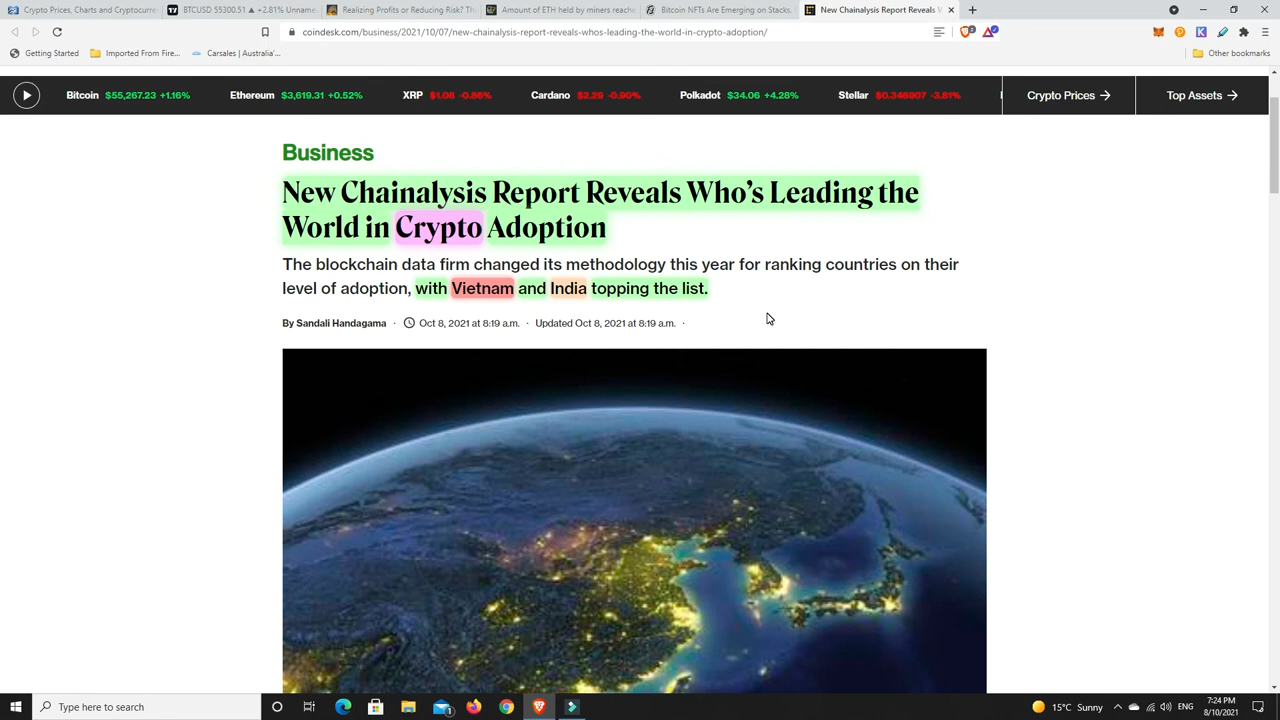 Crypto Prices, Charts and Cryptocurre
BTCUSD 55300.51 ▲ +2.81% Unname
Realizing Profits or Reducing Risk? Th
Amount of ETH held by miners reache
Bitcoin NFTs Are Emerging on Stacks.
New Chainalysis Report Reveals W
coindesk.com/business/2021/10/07/new-chainalysis-report-reveals-whos-leading-the-world-in-crypto-adoption/
Getting Started
Imported From Fire...
Carsales | Australia'...
Other bookmarks
Bitcoin $55,267.23 +1.16%
Ethereum $3,619.31 +0.52%
XRP $1.08 -0.86%
Cardano $2.29 -0.90%
Polkadot $34.06 +4.28%
Stellar $0.348907 -3.81%
Crypto Prices →
Top Assets →
Business
New Chainalysis Report Reveals Who's Leading the
World in Crypto Adoption
The blockchain data firm changed its methodology this year for ranking countries on their
level of adoption, with Vietnam and India topping the list.
By Sandali Handagama · Oct 8, 2021 at 8:19 a.m. · Updated Oct 8, 2021 at 8:19 a.m. ·
Type here to search
15°C Sunny
ENG
7:24 PM
8/10/2021